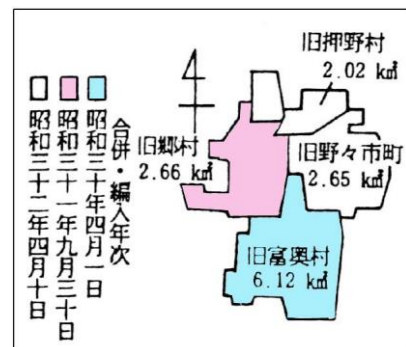 合併・編入年次
昭和三十年四月一日
昭和三十一年九月三十日
昭和三十二年四月十日
旧押野村
2.02 k㎡
旧郷村
2.66 k㎡
旧野々市町
2.65 k㎡
旧富奥村
6.12 k㎡